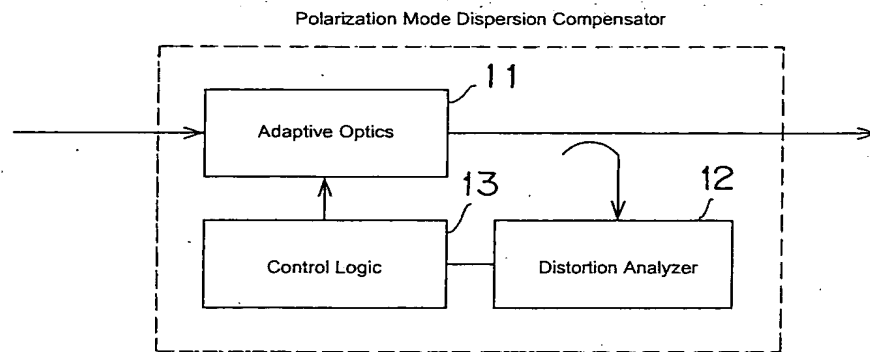 Polarization Mode Dispersion Compensator
11
Adaptive Optics
13
12
Control Logic
Distortion Analyzer